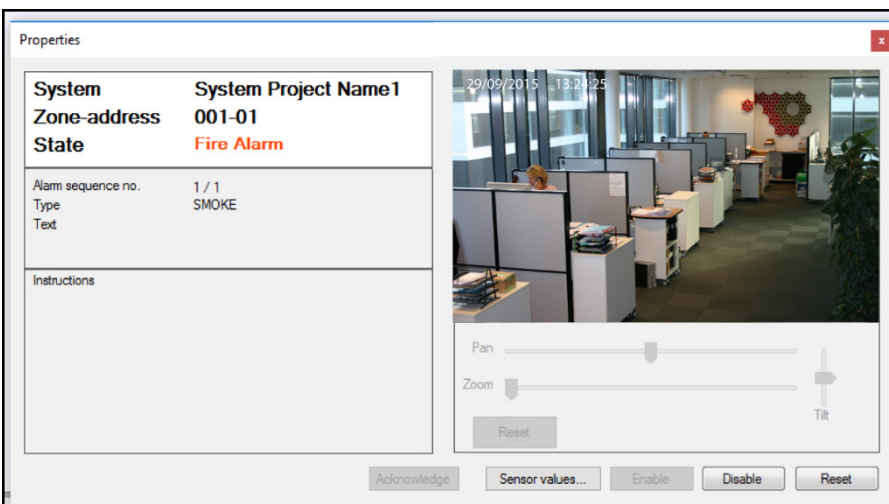 Properties
x
System System Project Name1
Zone-address 001-01
State Fire Alarm
Alarm sequence no. 1 / 1
Type SMOKE
Text
Instructions
29/09/2015 13:24:25
Pan
Zoom
Tilt
Reset
Acknowledge Sensor values... Enable Disable Reset